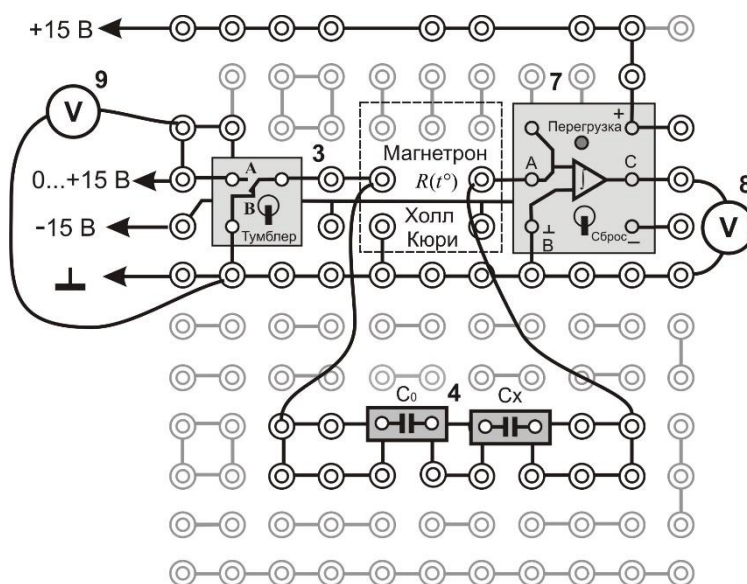 +15 В
9
V
7
+
Перегрузка
3
A
Магнетрон
0...+15 В
R(t°)
A
∫
C
8
B
-15 В
Холл
V
Тумблер
Кюри
⊥
B
Сброс
–
C₀
4
Cx